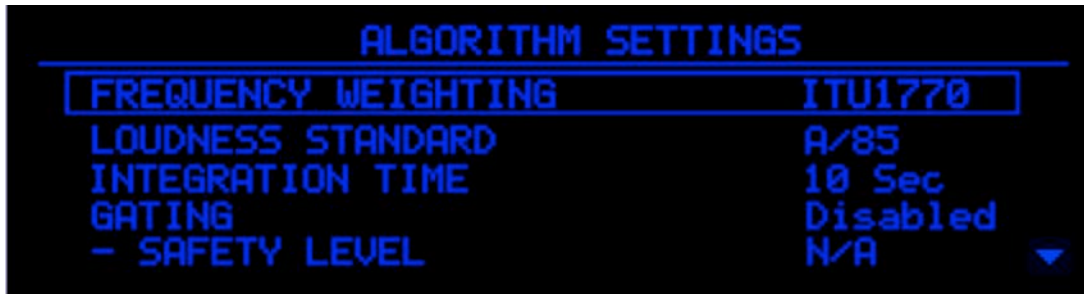 ALGORITHM SETTINGS
FREQUENCY WEIGHTING ITU1770
LOUDNESS STANDARD A/85
INTEGRATION TIME 10 Sec
GATING Disabled
- SAFETY LEVEL N/A